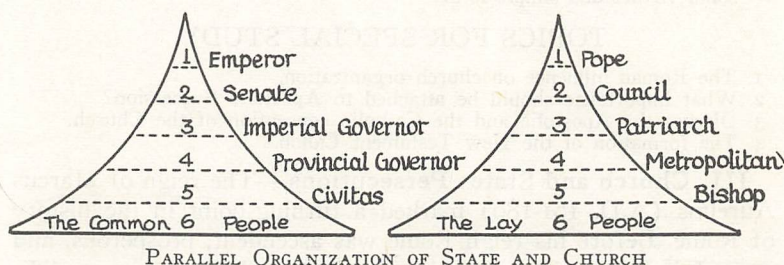 1 Emperor
2 Senate
3 Imperial Governor
4 Provincial Governor
5 Civitas
The Common 6 People
1 Pope
2 Council
3 Patriarch
4 Metropolitan
5 Bishop
The Lay 6 People
PARALLEL ORGANIZATION OF STATE AND CHURCH